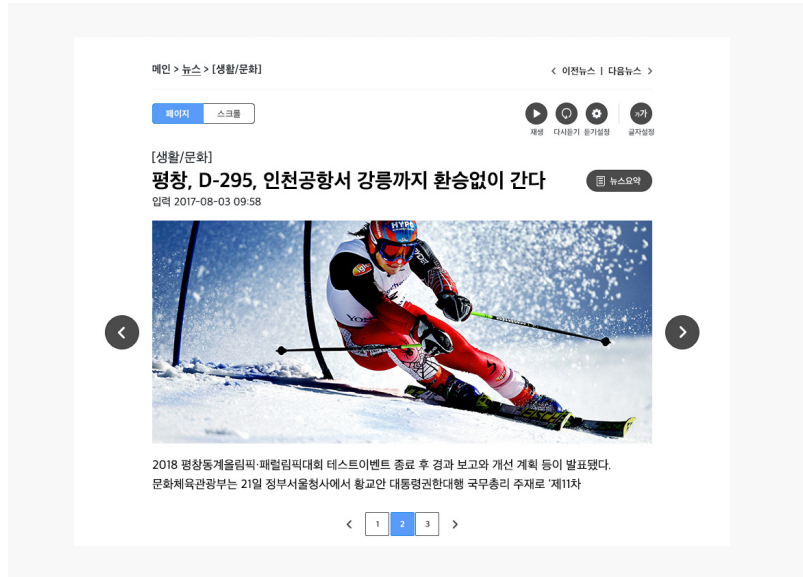 메인 > 뉴스 > [생활/문화]
이전뉴스 | 다음뉴스
페이지 스크롤
재생 다시듣기 듣기설정 글자설정
가가
[생활/문화]
평창, D-295, 인천공항서 강릉까지 환승없이 간다
뉴스요약
입력 2017-08-03 09:58
HYPO
2018 평창동계올림픽·패럴림픽대회 테스트이벤트 종료 후 경과 보고와 개선 계획 등이 발표됐다.
문화체육관광부는 21일 정부서울청사에서 황교안 대통령권한대행 국무총리 주재로 '제11차
1 2 3